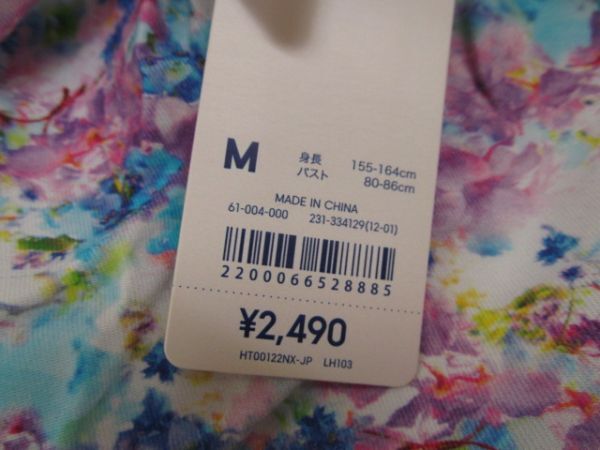 M
身長 155-164cm
バスト 80-86cm
MADE IN CHINA
61-004-000 231-334129(12-01)
2200066528885
¥2,490
HT00122NX-JP LH103